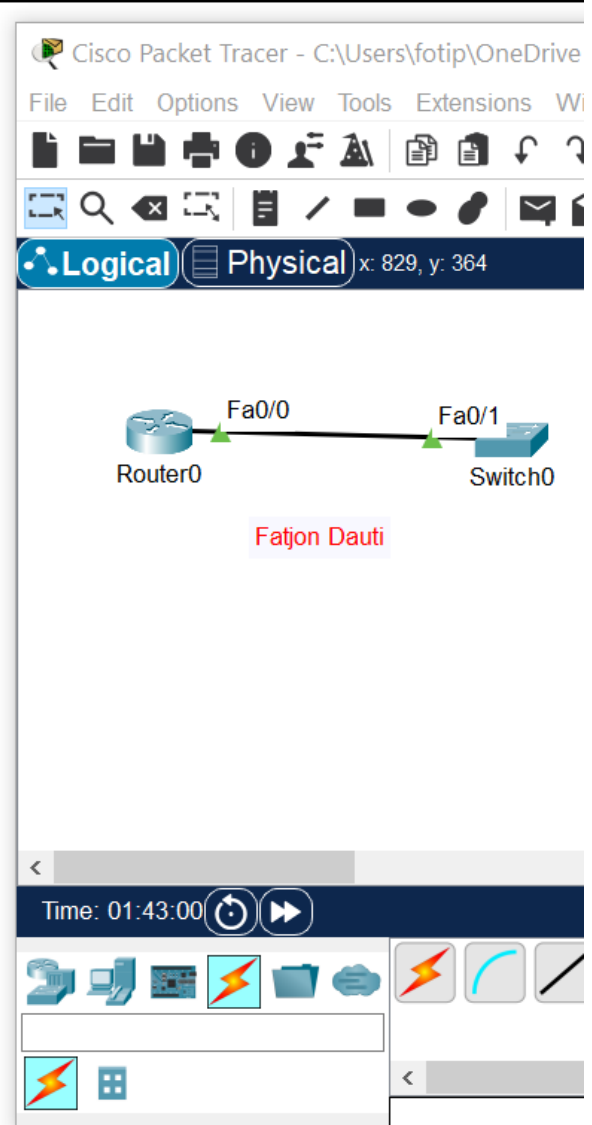 Cisco Packet Tracer - C:\Users\fotip\OneDrive
File Edit Options View Tools Extensions Wi
Logical Physical x: 829, y: 364
Fa0/0 Fa0/1
Router0 Switch0
Fatjon Dauti
Time: 01:43:00